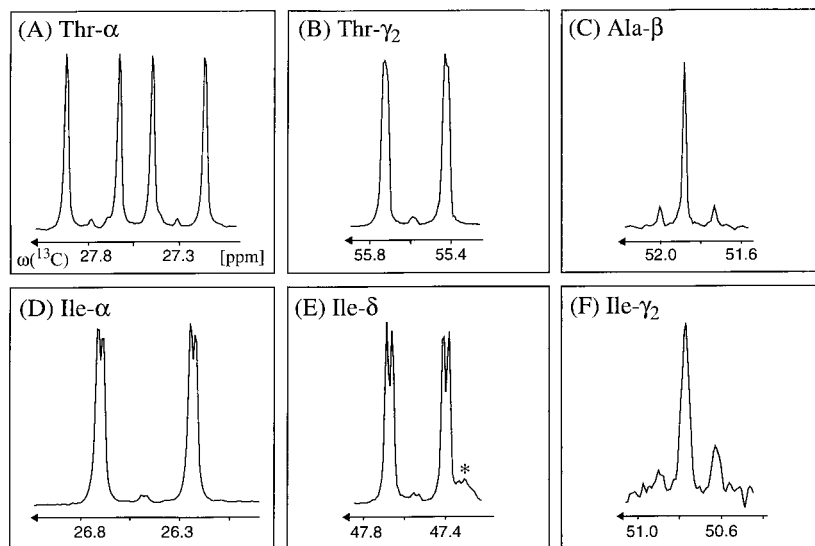 (A) Thr-α
27.8 27.3
ω(¹³C) [ppm]
(B) Thr-γ₂
55.8 55.4
(C) Ala-β
52.0 51.6
(D) Ile-α
26.8 26.3
(E) Ile-δ
*
47.8 47.4
(F) Ile-γ₂
51.0 50.6